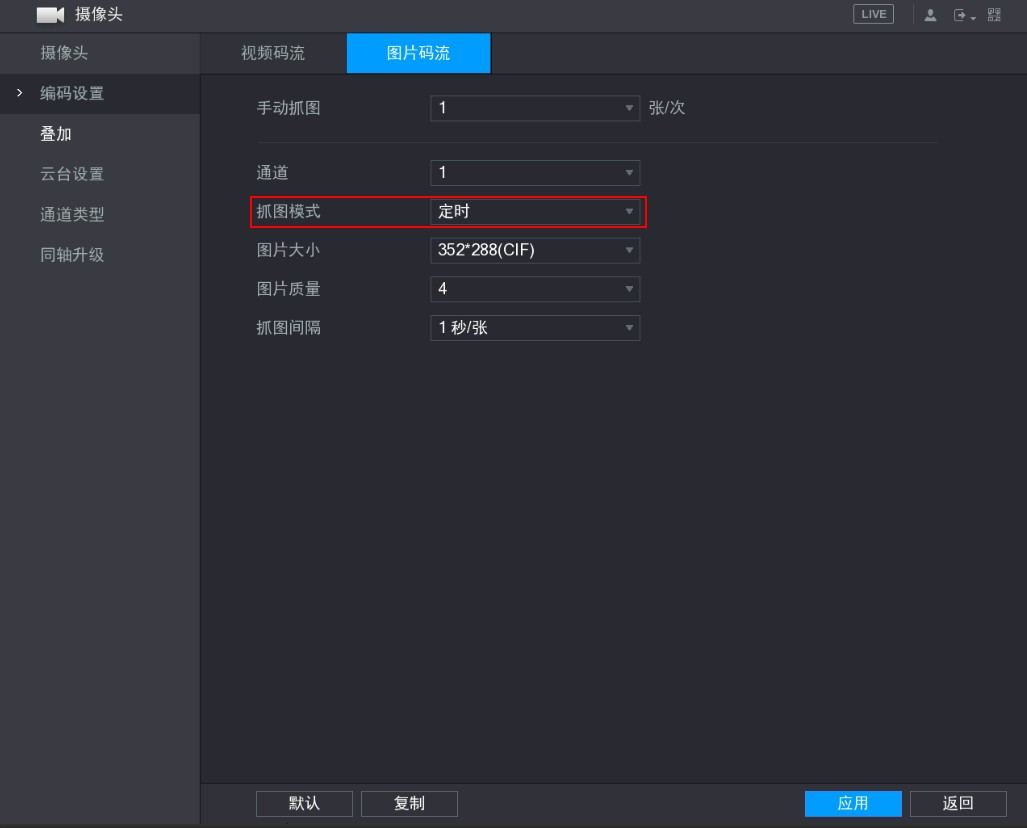 摄像头
LIVE
摄像头
编码设置
叠加
云台设置
通道类型
同轴升级
视频码流 图片码流
手动抓图 1 张/次
通道 1
抓图模式 定时
图片大小 352*288(CIF)
图片质量 4
抓图间隔 1 秒/张
默认 复制 应用 返回